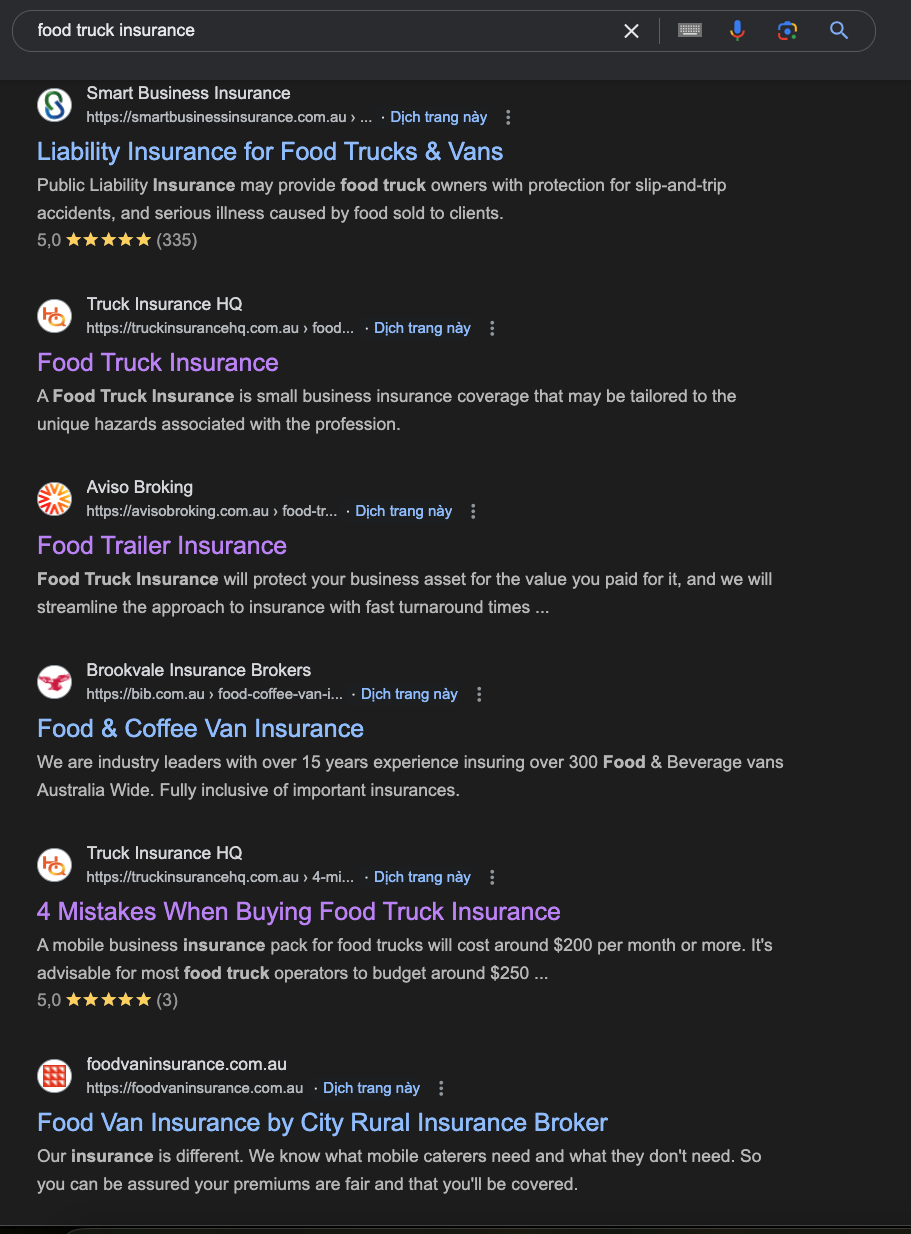 food truck insurance
Smart Business Insurance
https://smartbusinessinsurance.com.au › ... · Dịch trang này
Liability Insurance for Food Trucks & Vans
Public Liability Insurance may provide food truck owners with protection for slip-and-trip
accidents, and serious illness caused by food sold to clients.
5,0 ★★★★★ (335)
Truck Insurance HQ
https://truckinsurancehq.com.au › food... · Dịch trang này
Food Truck Insurance
A Food Truck Insurance is small business insurance coverage that may be tailored to the
unique hazards associated with the profession.
Aviso Broking
https://avisobroking.com.au › food-tr... · Dịch trang này
Food Trailer Insurance
Food Truck Insurance will protect your business asset for the value you paid for it, and we will
streamline the approach to insurance with fast turnaround times ...
Brookvale Insurance Brokers
https://bib.com.au › food-coffee-van-i... · Dịch trang này
Food & Coffee Van Insurance
We are industry leaders with over 15 years experience insuring over 300 Food & Beverage vans
Australia Wide. Fully inclusive of important insurances.
Truck Insurance HQ
https://truckinsurancehq.com.au › 4-mi... · Dịch trang này
4 Mistakes When Buying Food Truck Insurance
A mobile business insurance pack for food trucks will cost around $200 per month or more. It's
advisable for most food truck operators to budget around $250 ...
5,0 ★★★★★ (3)
foodvaninsurance.com.au
https://foodvaninsurance.com.au · Dịch trang này
Food Van Insurance by City Rural Insurance Broker
Our insurance is different. We know what mobile caterers need and what they don't need. So
you can be assured your premiums are fair and that you'll be covered.